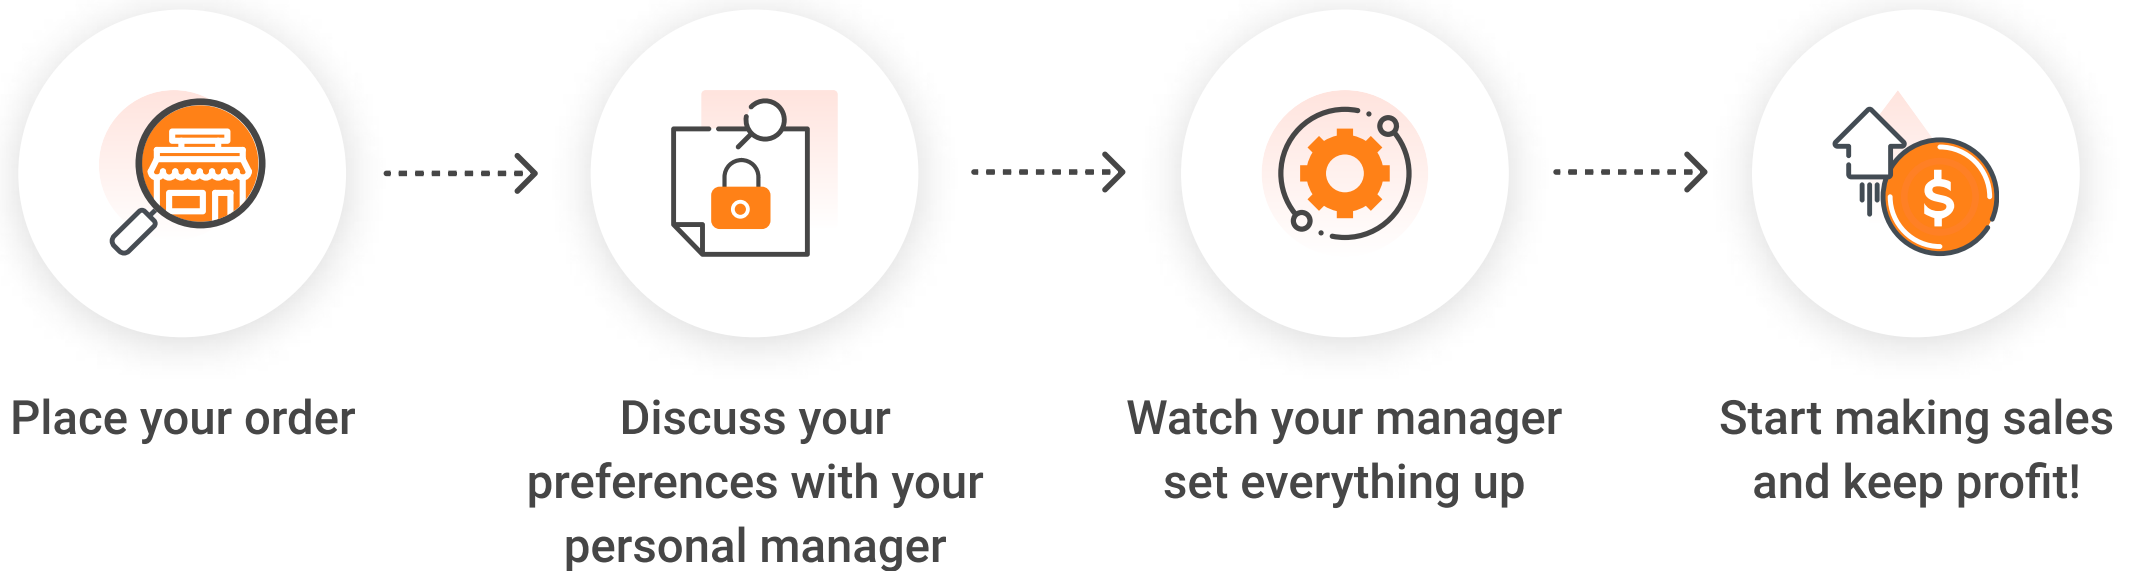 Place your order
Discuss your
preferences with your
personal manager
Watch your manager
set everything up
$
Start making sales
and keep profit!